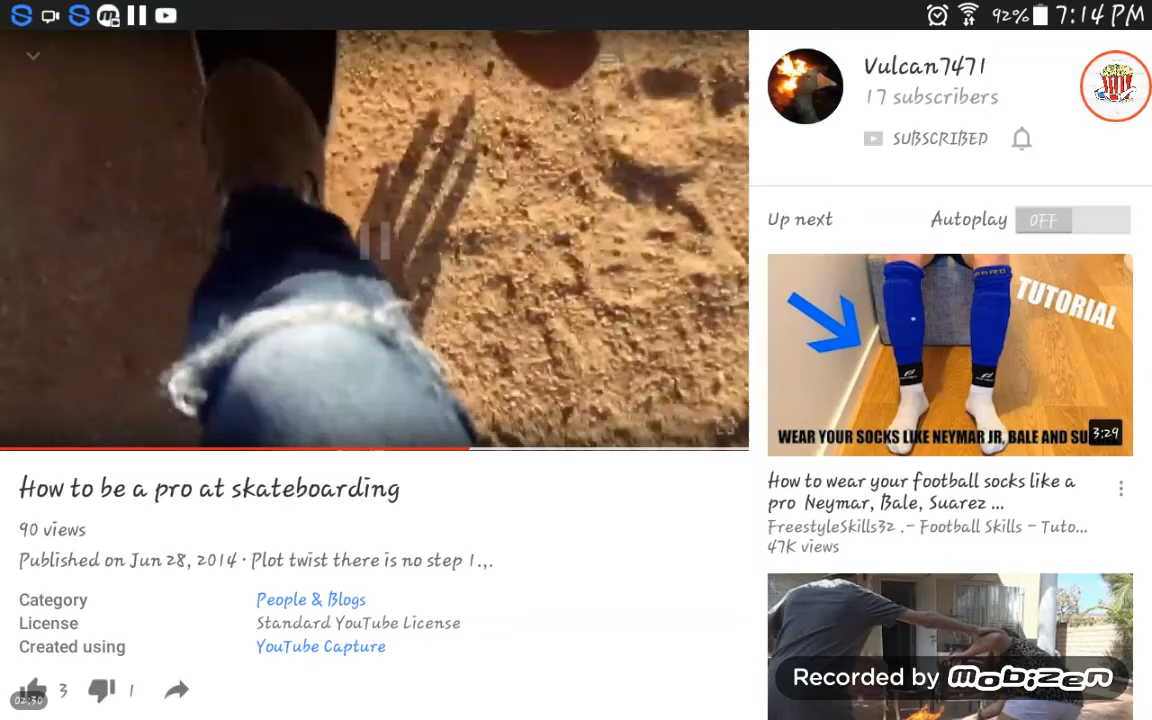 92% 7:14 PM
Vulcan7471
17 subscribers
SUBSCRIBED
Up next Autoplay OFF
TUTORIAL
WEAR YOUR SOCKS LIKE NEYMAR JR, BALE AND SU
3:29
How to be a pro at skateboarding
How to wear your football socks like a
pro Neymar, Bale, Suarez ...
90 views
FreestyleSkills32 .- Football Skills - Tuto...
47K views
Published on Jun 28, 2014 · Plot twist there is no step 1.,.
Category People & Blogs
License Standard YouTube License
Created using YouTube Capture
Recorded by mobizen
3 1
02:30